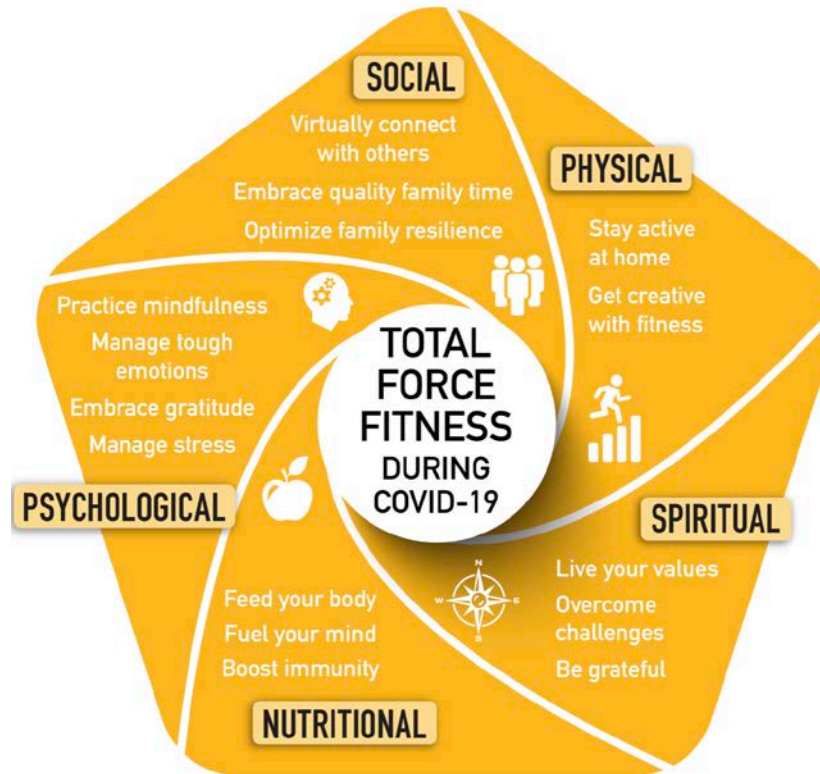 SOCIAL
Virtually connect
with others
Embrace quality family time
Optimize family resilience
PHYSICAL
Stay active
at home
Get creative
with fitness
Practice mindfulness
Manage tough
emotions
Embrace gratitude
Manage stress
PSYCHOLOGICAL
TOTAL
FORCE
FITNESS
DURING
COVID-19
SPIRITUAL
Live your values
Overcome
challenges
Be grateful
N
W E
S
Feed your body
Fuel your mind
Boost immunity
NUTRITIONAL